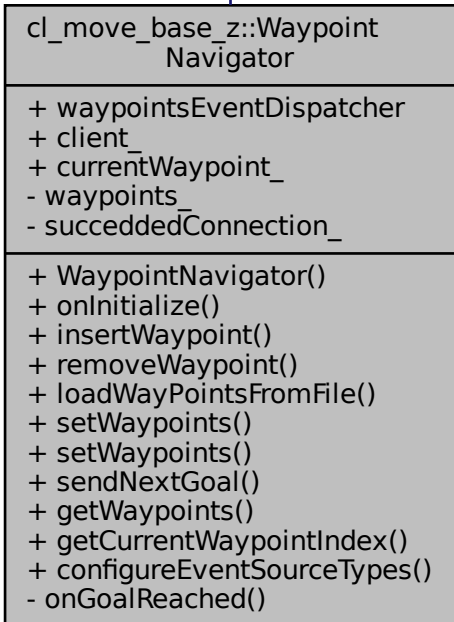 cl_move_base_z::Waypoint
Navigator
+ waypointsEventDispatcher
+ client_
+ currentWaypoint_
- waypoints_
- succeddedConnection_
+ WaypointNavigator()
+ onInitialize()
+ insertWaypoint()
+ removeWaypoint()
+ loadWayPointsFromFile()
+ setWaypoints()
+ setWaypoints()
+ sendNextGoal()
+ getWaypoints()
+ getCurrentWaypointIndex()
+ configureEventSourceTypes()
- onGoalReached()